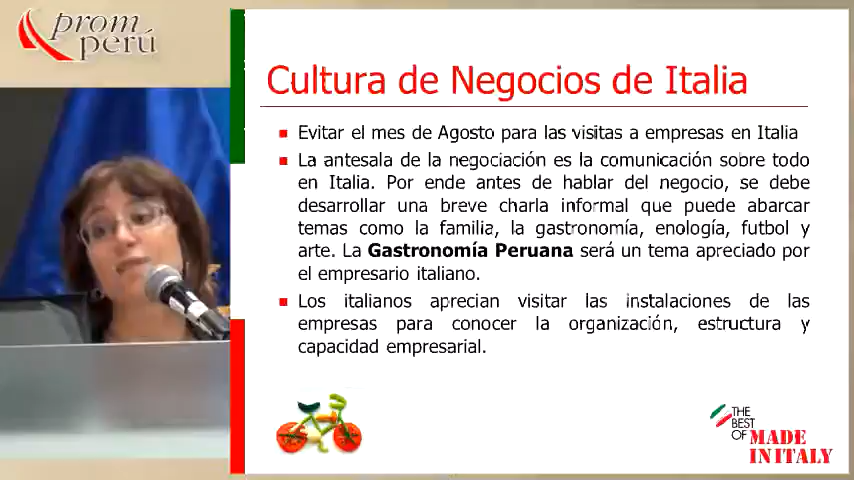 prom
perú
Cultura de Negocios de Italia
Evitar el mes de Agosto para las visitas a empresas en Italia
La antesala de la negociación es la comunicación sobre todo
en Italia. Por ende antes de hablar del negocio, se debe
desarrollar una breve charla informal que puede abarcar
temas como la familia, la gastronomía, enología, futbol y
arte. La Gastronomía Peruana será un tema apreciado por
el empresario italiano.
Los italianos aprecian visitar las instalaciones de las
empresas para conocer la organización, estructura y
capacidad empresarial.
THE
BEST
OF MADE
IN ITALY